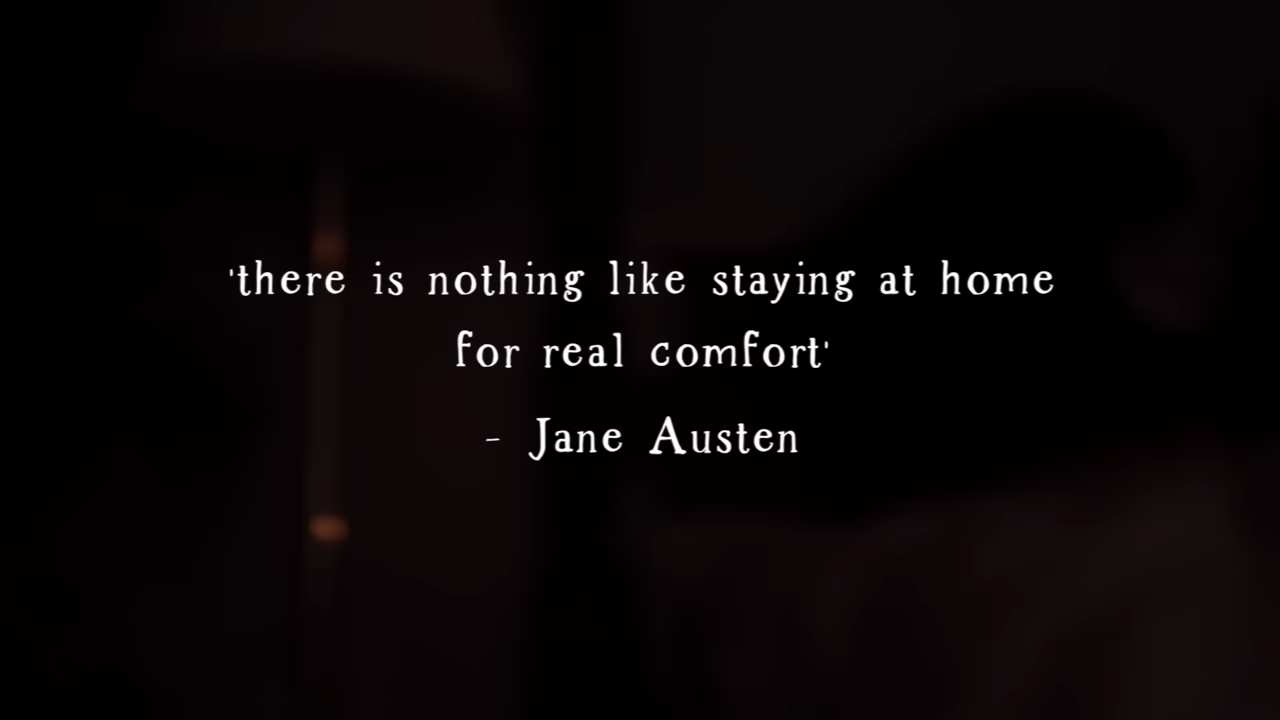 'there is nothing like staying at home
for real comfort'
- Jane Austen